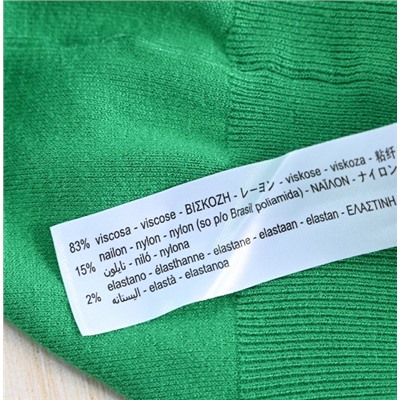 83% viscosa - viscose - ΒΙΣΚΟΖΗ - レーヨン - viskose - viskoza - 粘纤
15% nailon - nylon - nylon (so p/o Brasil poliamida) - ΝΑΪΛΟΝ - ナイロン
نايلون - niló - nylona
2% elastano - élasthanne - elastane - elastaan - elastan - ΕΛΑΣΤΙΝΗ
اليستانه - elastà - elastanoa